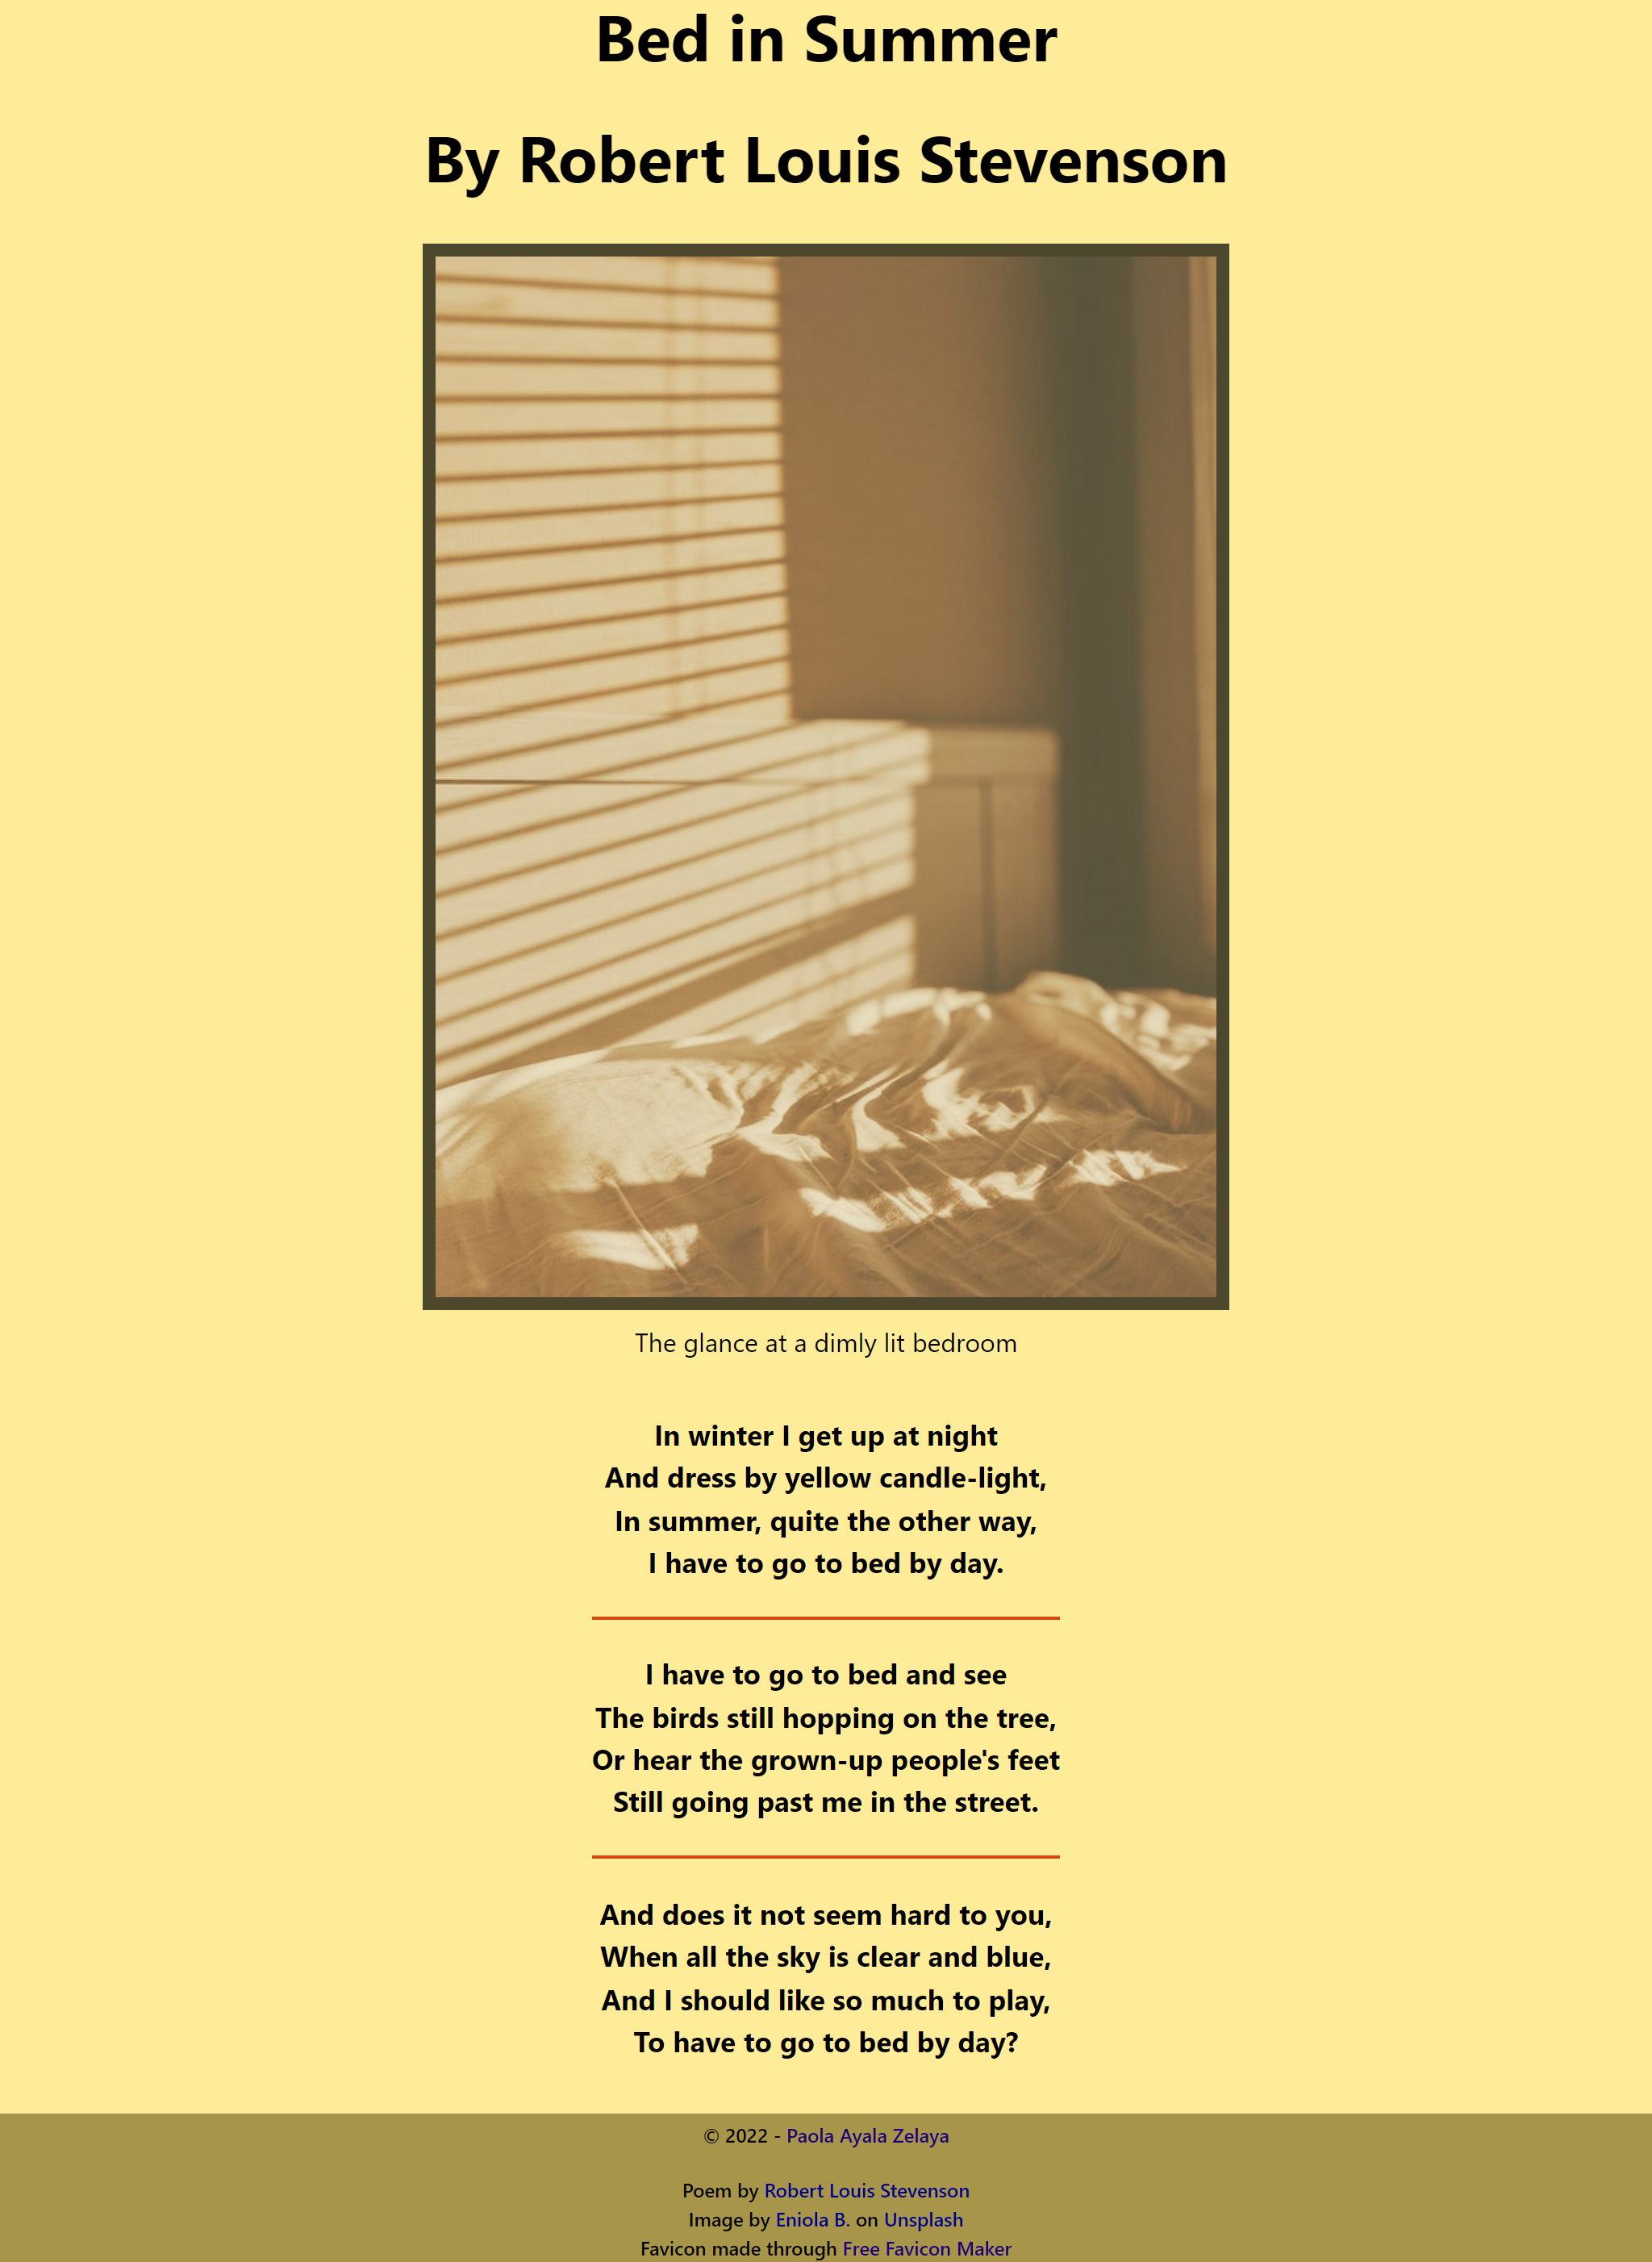 Bed in Summer
By Robert Louis Stevenson
The glance at a dimly lit bedroom
In winter I get up at night
And dress by yellow candle-light,
In summer, quite the other way,
I have to go to bed by day.
I have to go to bed and see
The birds still hopping on the tree,
Or hear the grown-up people's feet
Still going past me in the street.
And does it not seem hard to you,
When all the sky is clear and blue,
And I should like so much to play,
To have to go to bed by day?
© 2022 - Paola Ayala Zelaya
Poem by Robert Louis Stevenson
Image by Eniola B. on Unsplash
Favicon made through Free Favicon Maker